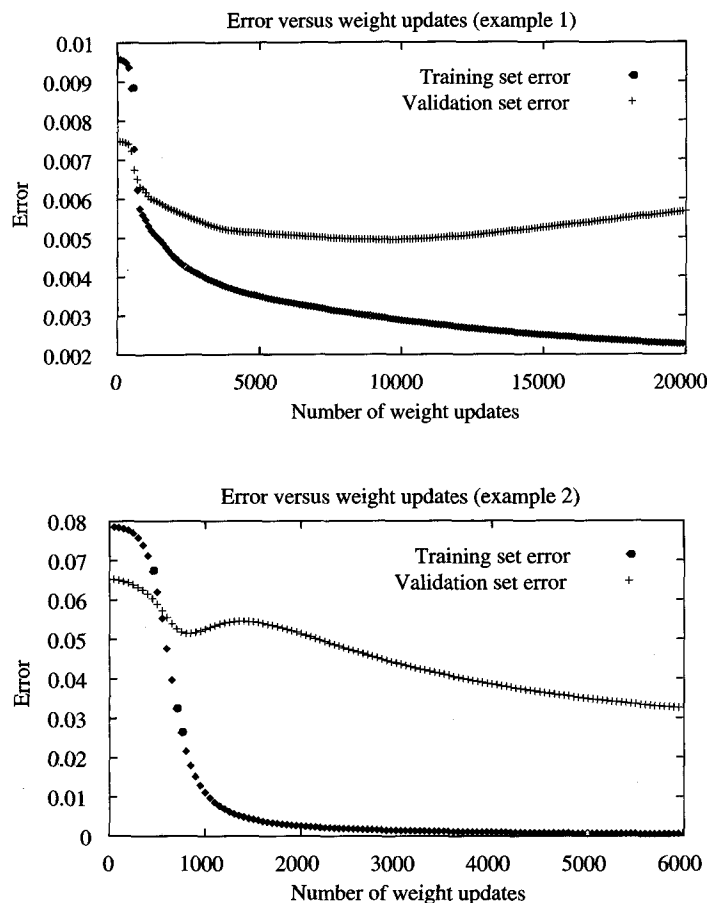 Error versus weight updates (example 1)
0.01
0.009
0.008
0.007
0.006
0.005
0.004
0.003
0.002
Error
Training set error
Validation set error
0 5000 10000 15000 20000
Number of weight updates
Error versus weight updates (example 2)
0.08
0.07
0.06
0.05
0.04
0.03
0.02
0.01
0
Error
Training set error
Validation set error
0 1000 2000 3000 4000 5000 6000
Number of weight updates